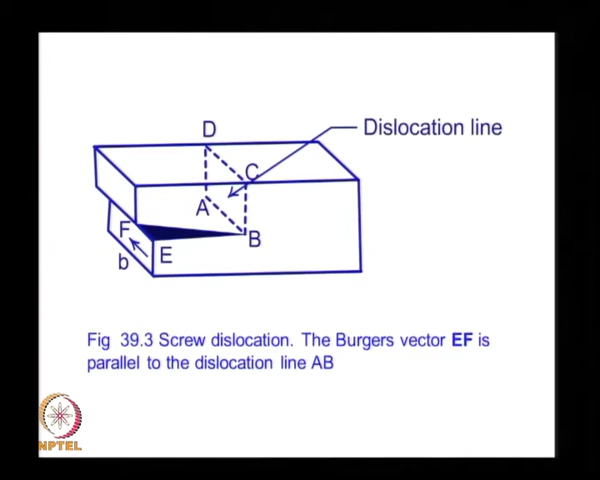 D
Dislocation line
C
A
F
B
E
b
Fig 39.3 Screw dislocation. The Burgers vector EF is
parallel to the dislocation line AB
NPTEL